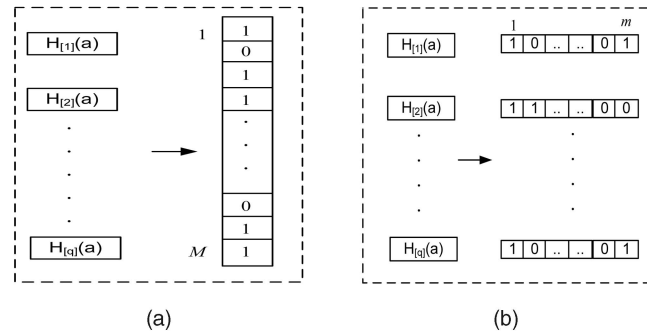 H[1](a)
H[2](a)
H[q](a)
1
M
1
0
1
1
0
1
1
(a)
1 m
H[1](a) 1 0 .. .. 0 1
H[2](a) 1 1 .. .. 0 0
H[q](a) 1 0 .. .. 0 1
(b)